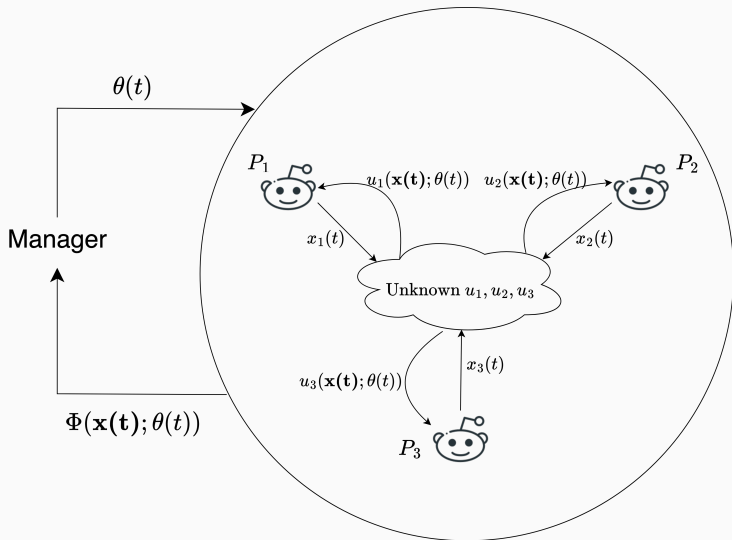 θ(t)
P₁
P₂
u₁(x(t); θ(t))
u₂(x(t); θ(t))
x₁(t)
x₂(t)
Manager
Unknown u₁, u₂, u₃
x₃(t)
u₃(x(t); θ(t))
Φ(x(t); θ(t))
P₃